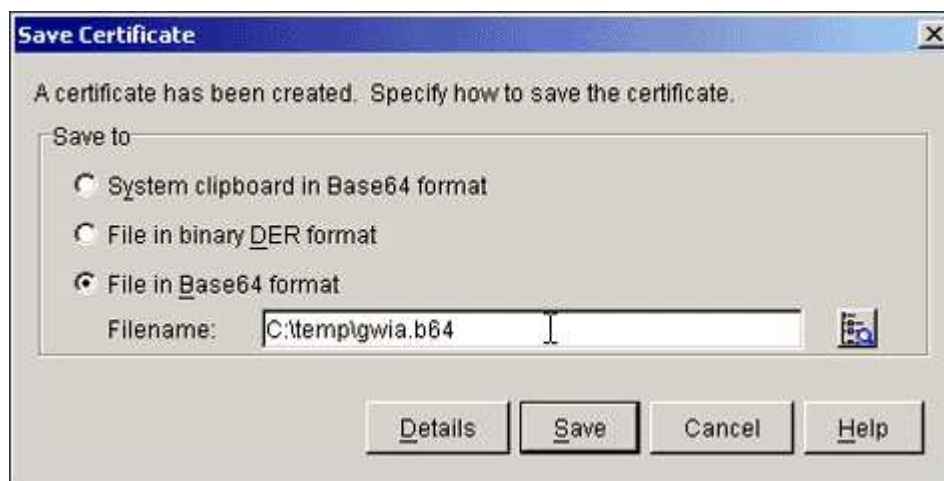 Save Certificate
A certificate has been created. Specify how to save the certificate.
Save to
System clipboard in Base64 format
File in binary DER format
File in Base64 format
Filename: C:\temp\gwia.b64
Details Save Cancel Help